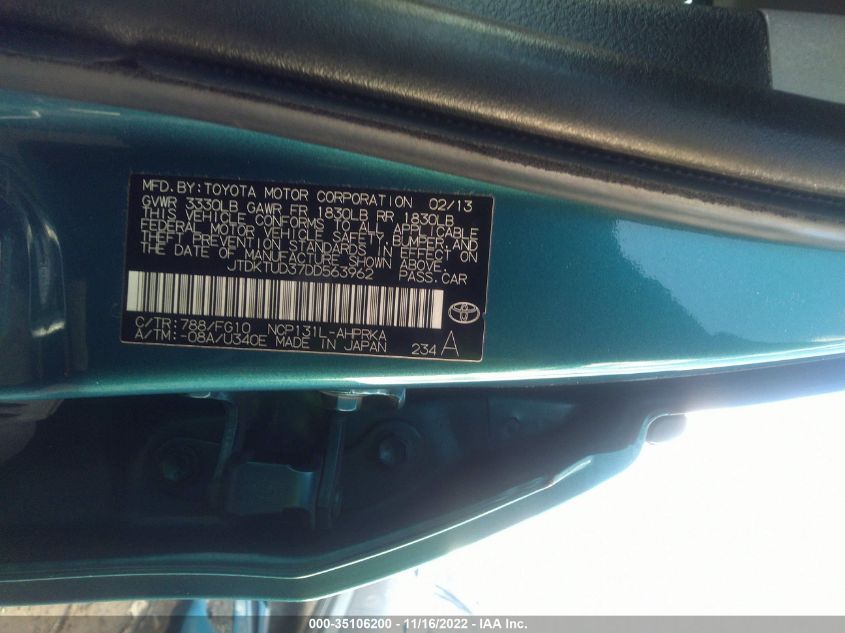 MFD.BY:TOYOTA MOTOR CORPORATION 02/13
GVWR 3330LB GAWR FR 1830LB RR 1830LB
THIS VEHICLE CONFORMS TO ALL APPLICABLE
FEDERAL MOTOR VEHICLE SAFETY, BUMPER, AND
THEFT PREVENTION STANDARDS IN EFFECT ON
THE DATE OF MANUFACTURE SHOWN ABOVE.
JTDKTUD37DD563962 PASS.CAR
C/TR:788/FG10 NCP131L-AHPRKA
A/TM:-08A/U340E MADE IN JAPAN 234 A
000-35106200 - 11/16/2022 - IAA Inc.